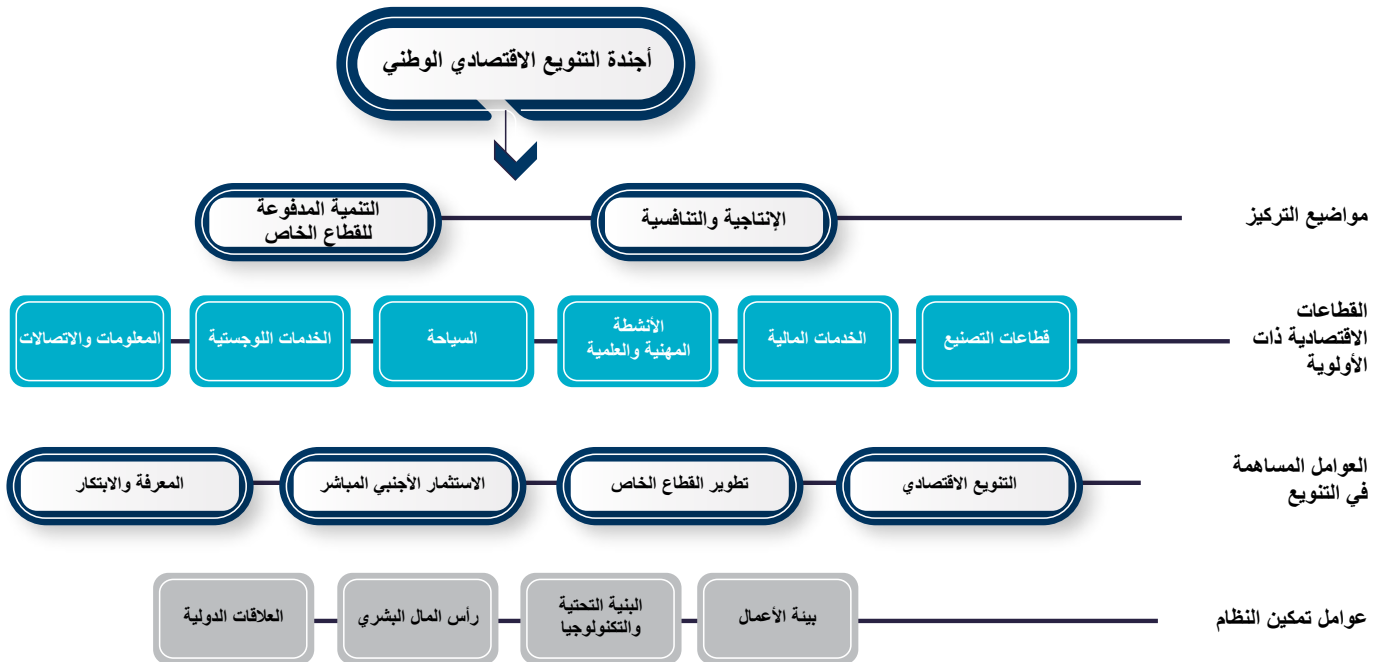 أجندة التنويع الاقتصادي الوطني
مواضيع التركيز
الإنتاجية والتنافسية
التنمية المدفوعة
للقطاع الخاص
القطاعات
الاقتصادية ذات
الأولوية
قطاعات التصنيع
الخدمات المالية
الأنشطة
المهنية والعلمية
السياحة
الخدمات اللوجستية
المعلومات والاتصالات
العوامل المساهمة
في التنويع
التنويع الاقتصادي
تطوير القطاع الخاص
الاستثمار الأجنبي المباشر
المعرفة والابتكار
عوامل تمكين النظام
بيئة الأعمال
البنية التحتية
والتكنولوجيا
رأس المال البشري
العلاقات الدولية